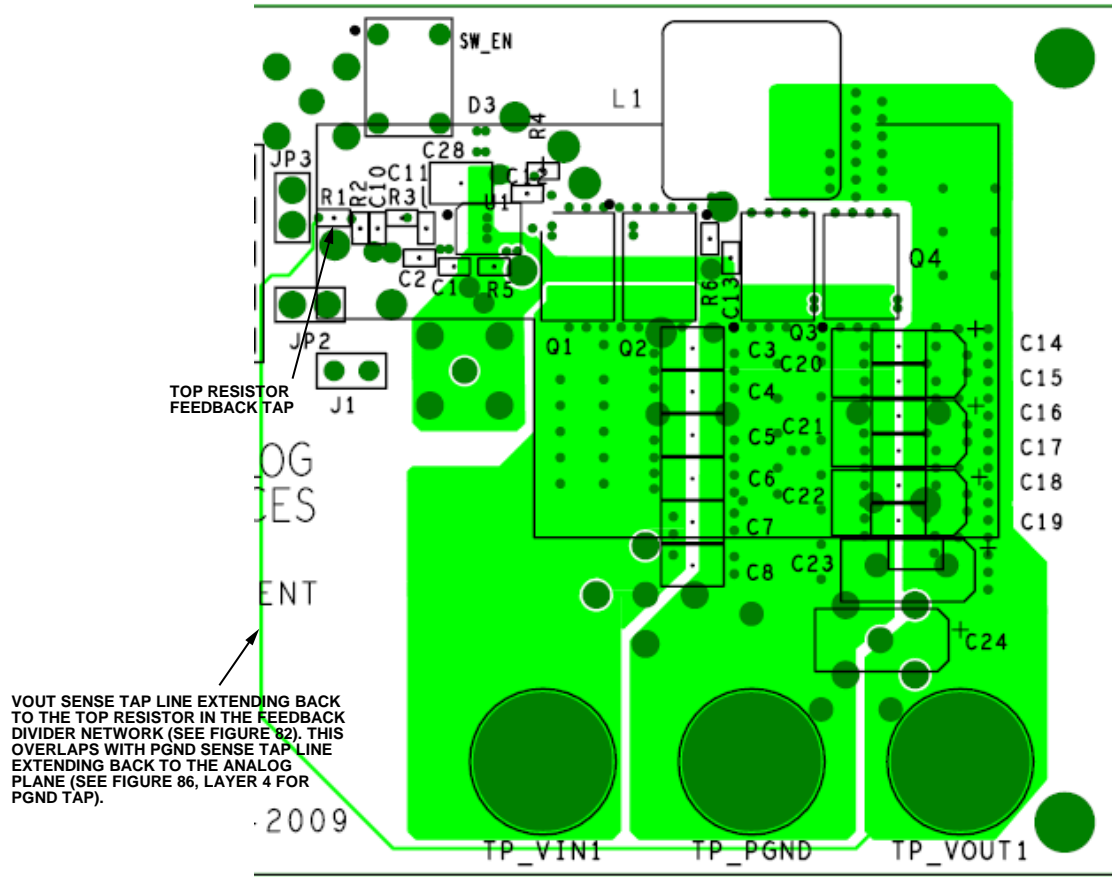 SW_EN
D3
L1
R4
JP3
C28
C11
C12
R1
R2
C10
R3
U1
C2
C1
R5
R6
C13
Q4
JP2
Q1
Q2
C3
Q3
C20
C14
C15
TOP RESISTOR
FEEDBACK TAP
J1
C4
C16
C5
C21
C17
OG
C6
C18
CES
C22
C7
C19
C8
C23
ENT
C24
VOUT SENSE TAP LINE EXTENDING BACK
TO THE TOP RESISTOR IN THE FEEDBACK
DIVIDER NETWORK (SEE FIGURE 82). THIS
OVERLAPS WITH PGND SENSE TAP LINE
EXTENDING BACK TO THE ANALOG
PLANE (SEE FIGURE 86, LAYER 4 FOR
PGND TAP).
-2009
TP_VIN1
TP_PGND
TP_VOUT1